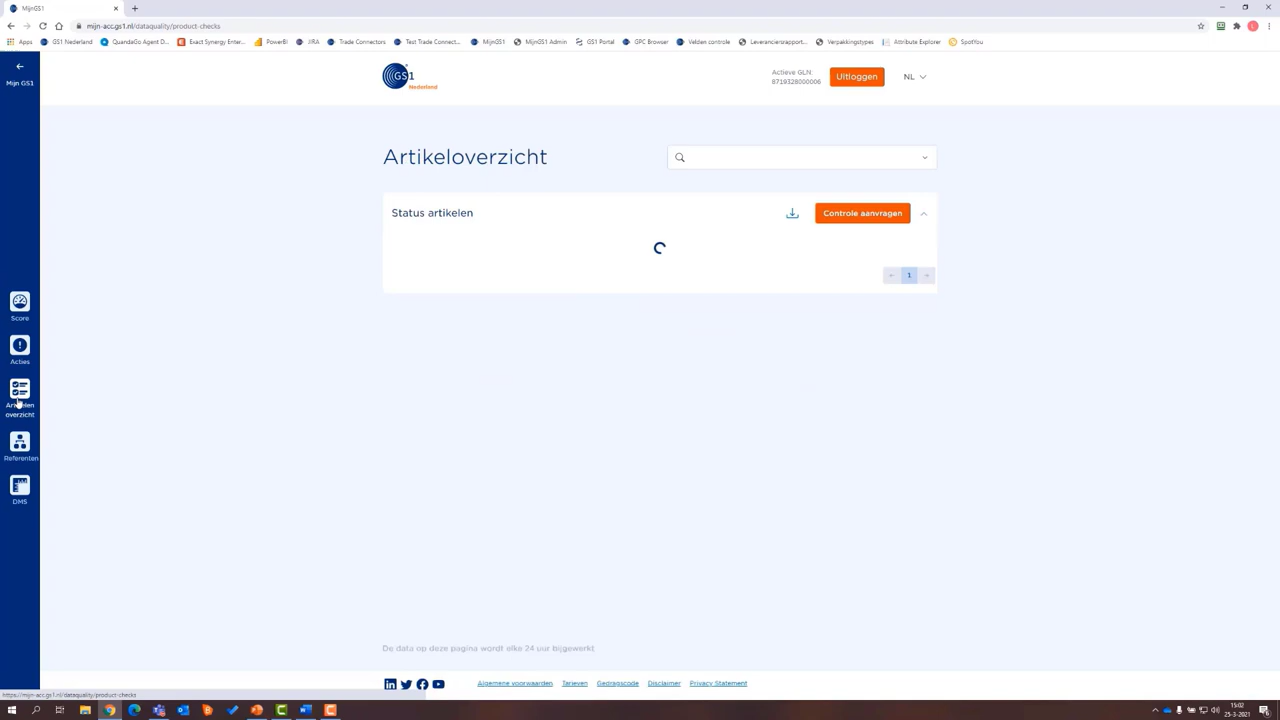 MijnGS1
mijn-acc.gs1.nl/dataquality/product-checks
Apps GS1 Nederland QuandaGo Agent D... Exact Synergy Enter... PowerBI JIRA Trade Connectors Test Trade Connect... MijnGS1 MijnGS1 Admin GS1 Portal GPC Browser Velden controle Leveranciersrapport... Verpakkingstypes Attribute Explorer SpotYou
Mijn GS1
GS1
Nederland
Actieve GLN:
8719328000006
Uitloggen
NL
Artikeloverzicht
Status artikelen
Controle aanvragen
1
Score
Acties
Artikelen
overzicht
Referenten
DMS
De data op deze pagina wordt elke 24 uur bijgewerkt
Algemene voorwaarden Tarieven Gedragscode Disclaimer Privacy Statement
https://mijn-acc.gs1.nl/dataquality/product-checks
15:02
25-3-2021